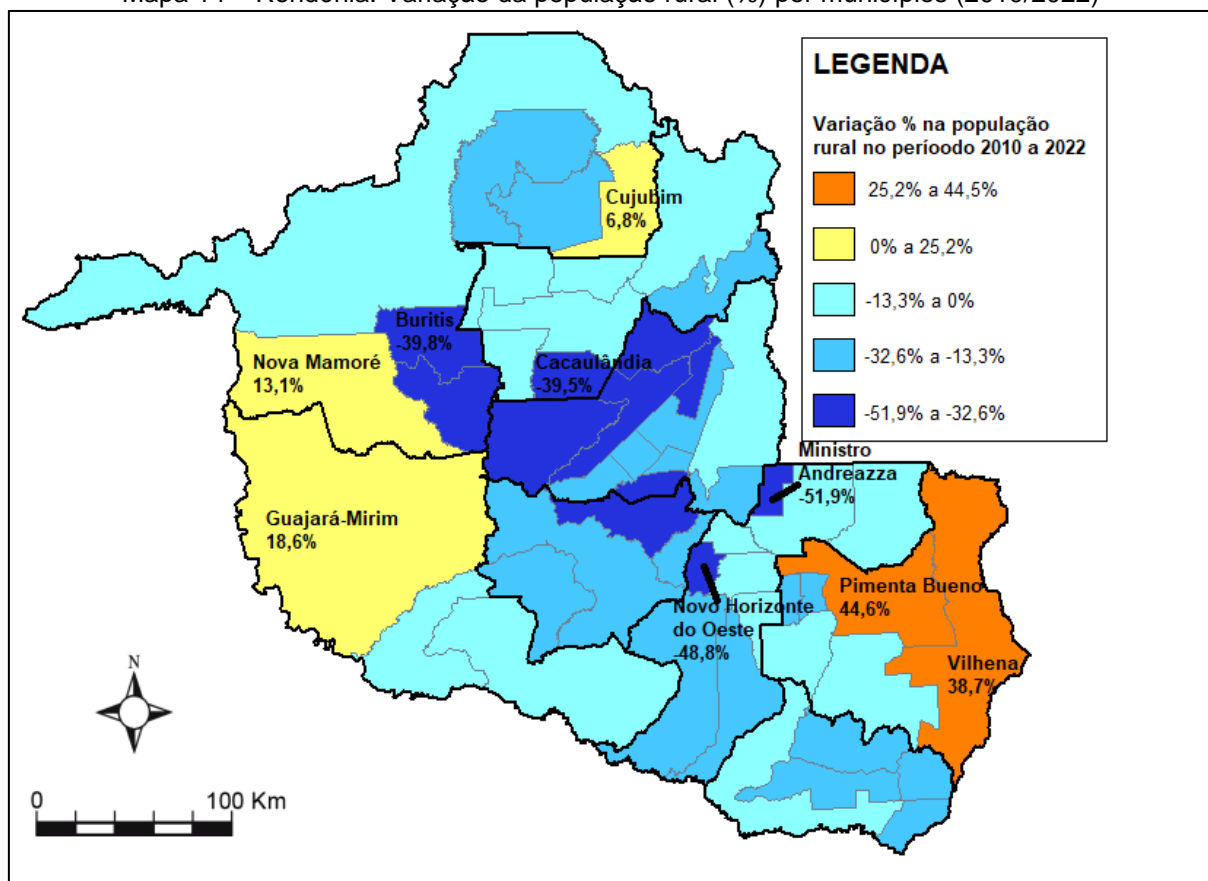 LEGENDA
Variação % na população
rural no períoodo 2010 a 2022
25,2% a 44,5%
0% a 25,2%
-13,3% a 0%
-32,6% a -13,3%
-51,9% a -32,6%
Cujubim
6,8%
Buritis
-39,8%
Nova Mamoré
13,1%
Cacaulândia
-39,5%
Ministro
Andreazza
-51,9%
Guajará-Mirim
18,6%
Pimenta Bueno
44,6%
Novo Horizonte
do Oeste
-48,8%
Vilhena
38,7%
N
0 100 Km